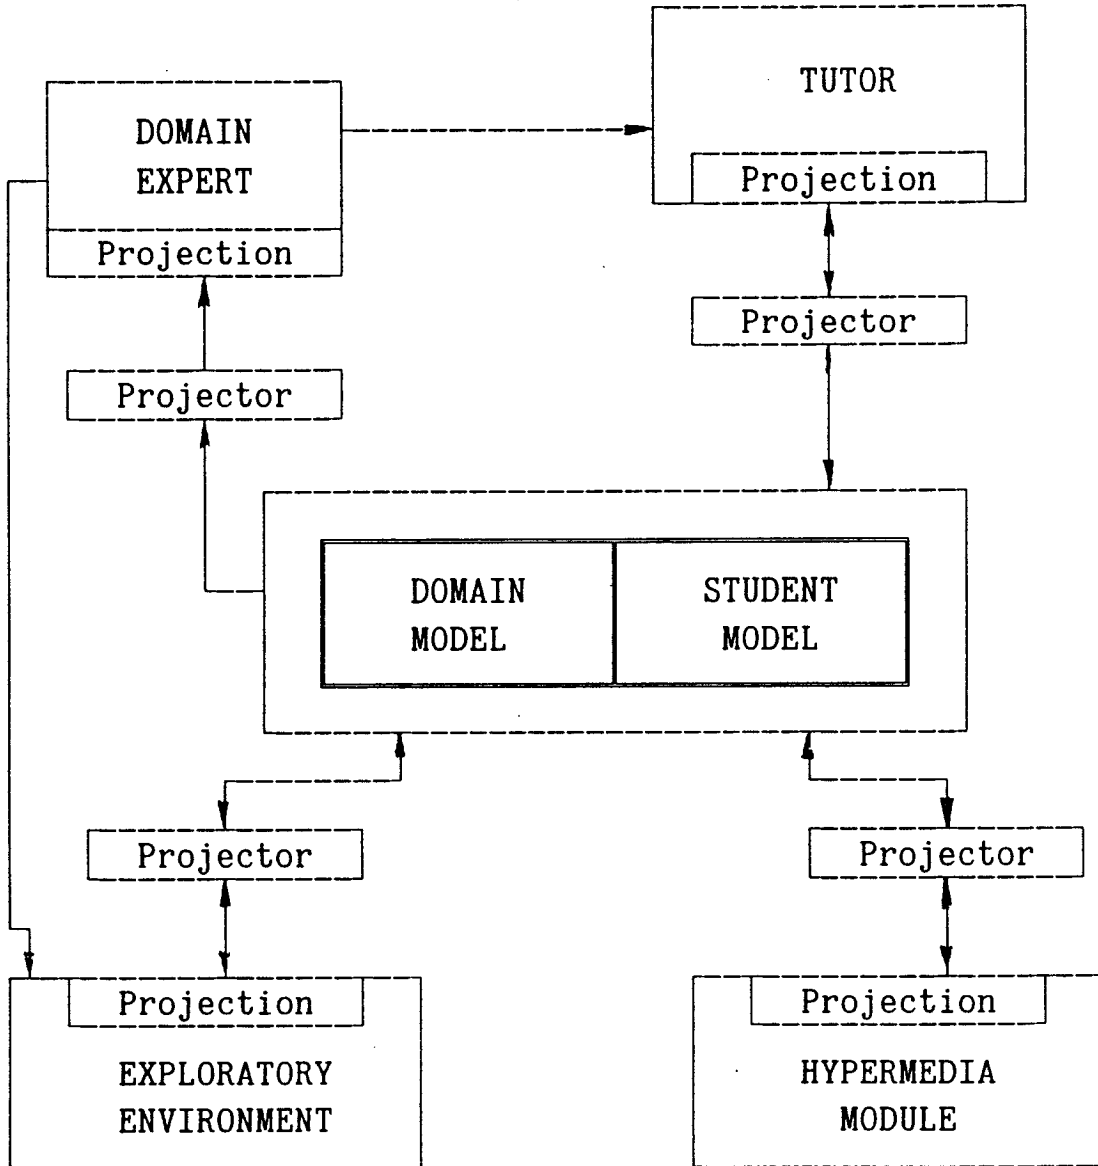 TUTOR
Projection
DOMAIN
EXPERT
Projection
Projector
Projector
DOMAIN
MODEL
STUDENT
MODEL
Projector
Projector
Projection
EXPLORATORY
ENVIRONMENT
Projection
HYPERMEDIA
MODULE